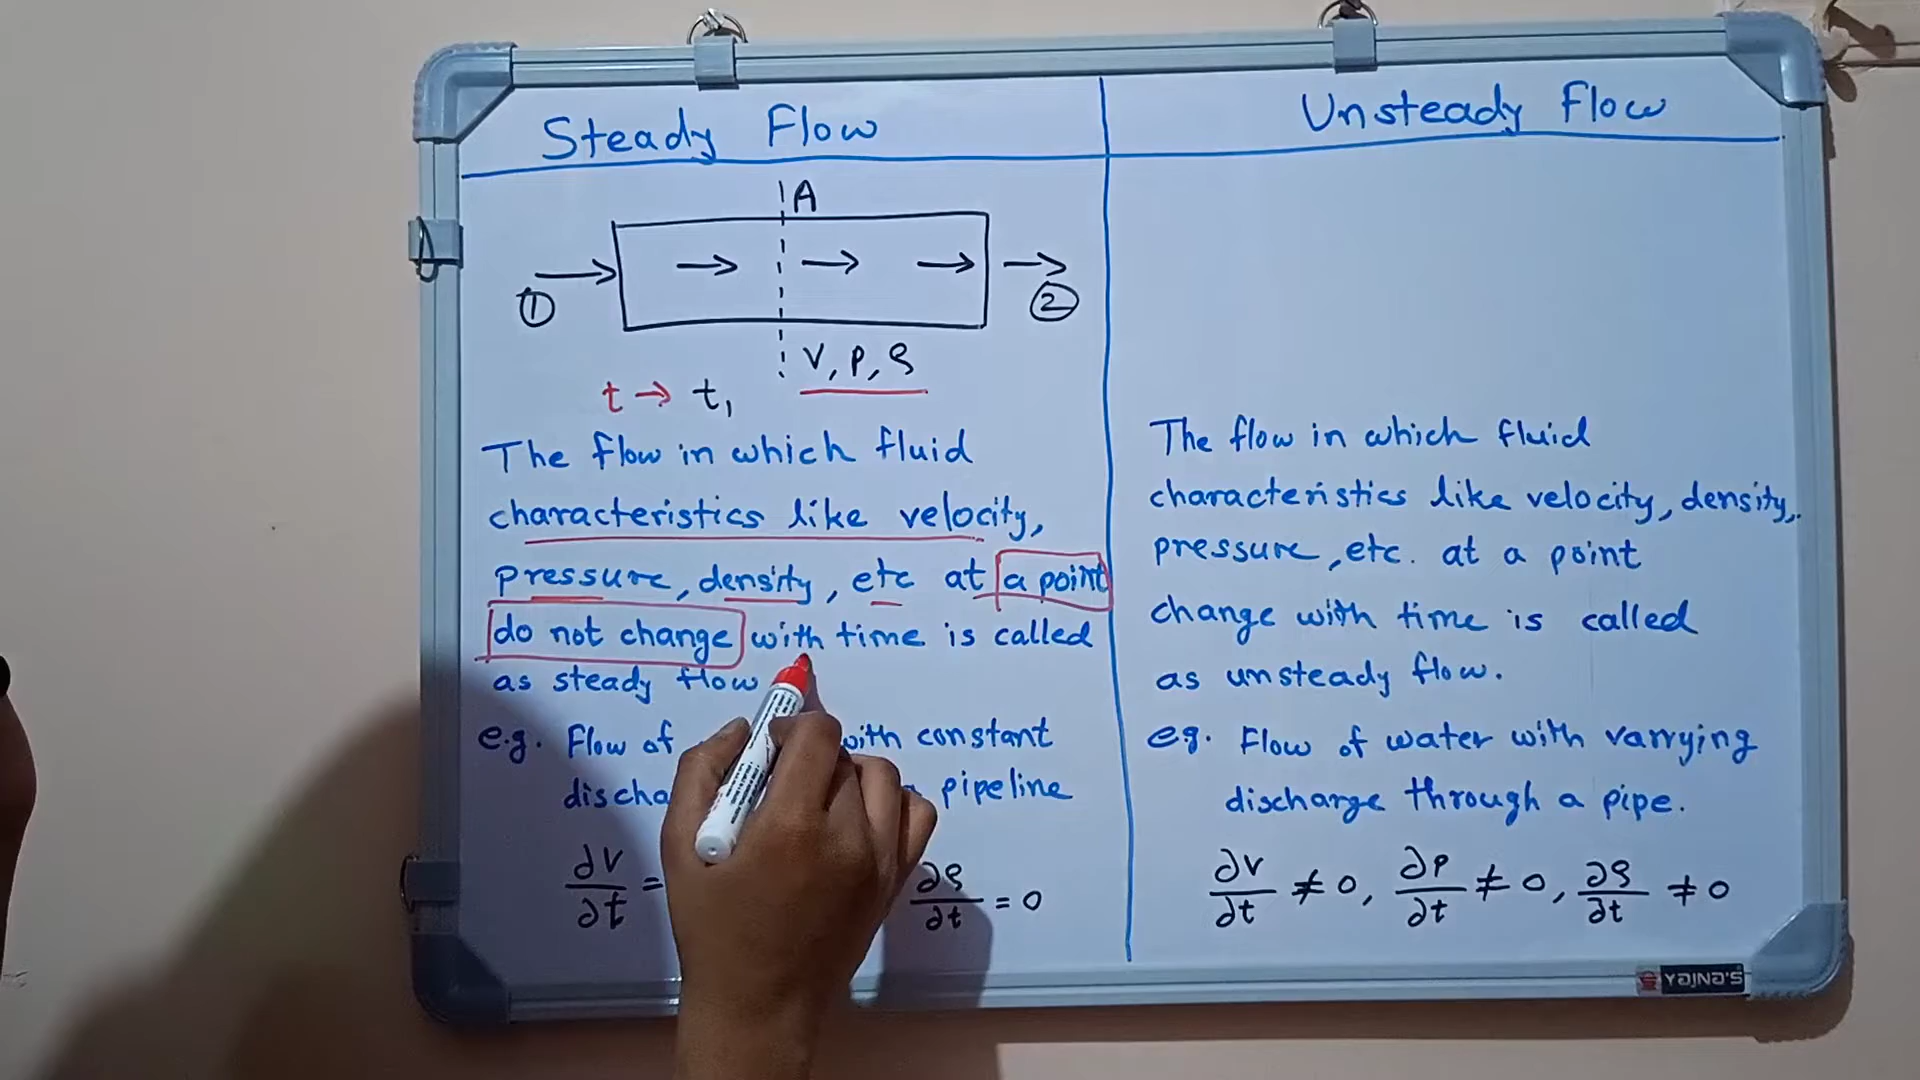 Steady Flow
A
①
②
V, P, ρ
t → t₁
The flow in which fluid
characteristics like velocity,
pressure, density, etc at a point
do not change with time is called
as steady flow
e.g. Flow of with constant
discha pipeline
∂V/∂t = ∂ρ/∂t = 0
Unsteady Flow
The flow in which fluid
characteristics like velocity, density,
pressure, etc. at a point
change with time is called
as unsteady flow.
eg. Flow of water with varrying
discharge through a pipe.
∂V/∂t ≠ 0, ∂P/∂t ≠ 0, ∂ρ/∂t ≠ 0
YAJNA'S